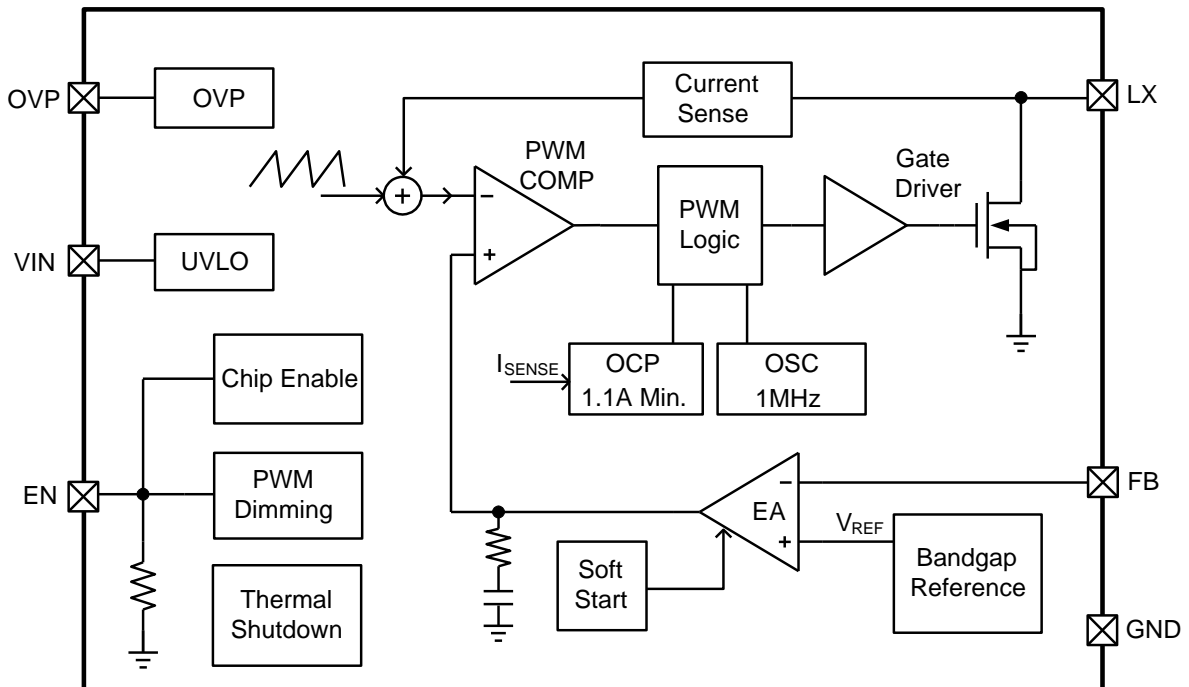 OVP
OVP
Current
Sense
LX
PWM
COMP
Gate
Driver
+
−
PWM
Logic
VIN
UVLO
+
Chip Enable
ISENSE
OCP
1.1A Min.
OSC
1MHz
EN
PWM
Dimming
−
FB
EA
VREF
+
Bandgap
Reference
Soft
Start
Thermal
Shutdown
GND